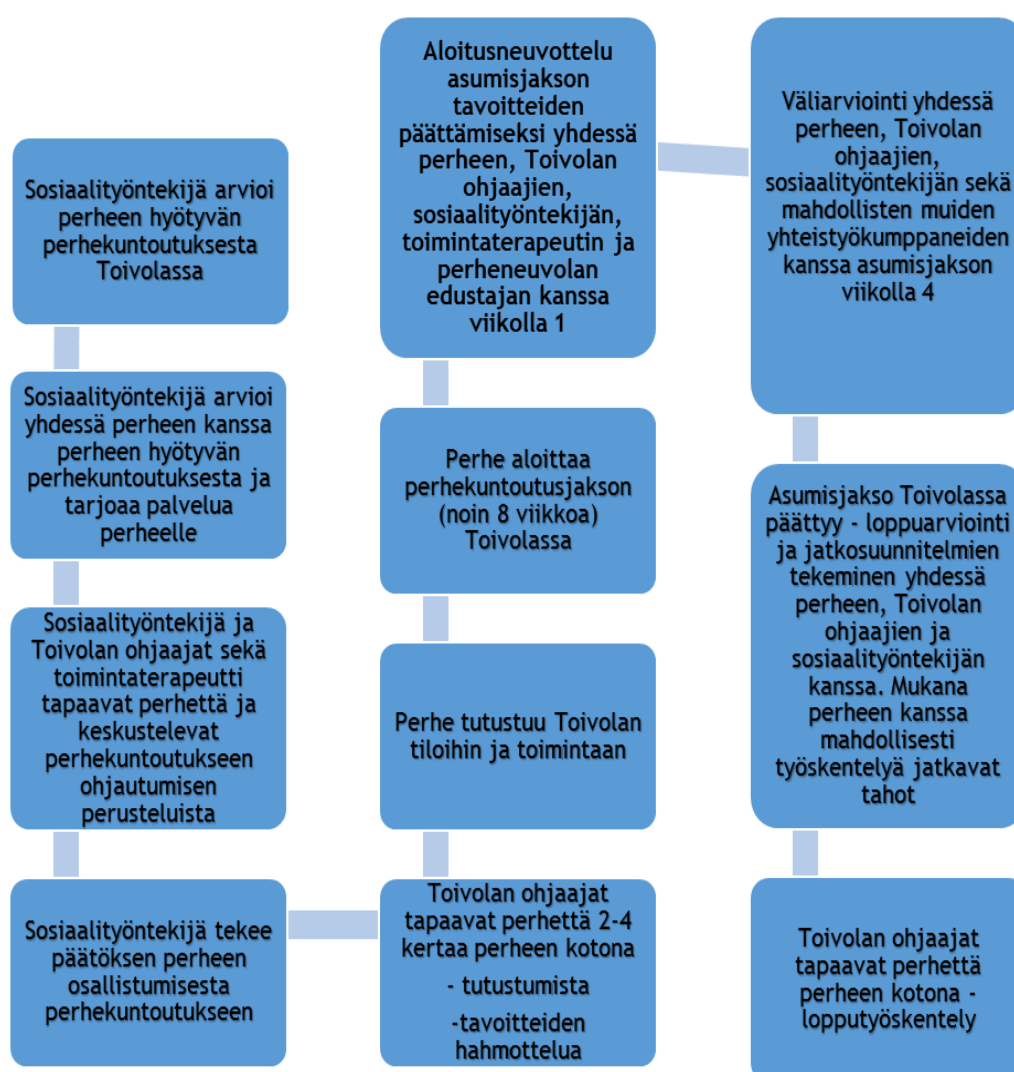 Sosiaalityöntekijä arvioi
perheen hyötyvän
perhekuntoutuksesta
Toivolassa
Sosiaalityöntekijä arvioi
yhdessä perheen kanssa
perheen hyötyvän
perhekuntoutuksesta ja
tarjoaa palvelua
perheelle
Sosiaalityöntekijä ja
Toivolan ohjaajat sekä
toimintaterapeutti
tapaavat perhettä ja
keskustelevat
perhekuntoutukseen
ohjautumisen
perusteluista
Sosiaalityöntekijä tekee
päätöksen perheen
osallistumisesta
perhekuntoutukseen
Toivolan ohjaajat
tapaavat perhettä 2-4
kertaa perheen kotona
- tutustumista
-tavoitteiden
hahmottelua
Perhe tutustuu Toivolan
tiloihin ja toimintaan
Perhe aloittaa
perhekuntoutusjakson
(noin 8 viikkoa)
Toivolassa
Aloitusneuvottelu
asumisjakson
tavoitteiden
päättämiseksi yhdessä
perheen, Toivolan
ohjaajien,
sosiaalityöntekijän,
toimintaterapeutin ja
perheneuvolan
edustajan kanssa
viikolla 1
Väliarviointi yhdessä
perheen, Toivolan
ohjaajien,
sosiaalityöntekijän sekä
mahdollisten muiden
yhteistyökumppaneiden
kanssa asumisjakson
viikolla 4
Asumisjakso Toivolassa
päättyy - loppuarviointi
ja jatkosuunnitelmien
tekeminen yhdessä
perheen, Toivolan
ohjaajien ja
sosiaalityöntekijän
kanssa. Mukana
perheen kanssa
mahdollisesti
työskentelyä jatkavat
tahot
Toivolan ohjaajat
tapaavat perhettä
perheen kotona -
lopputyöskentely